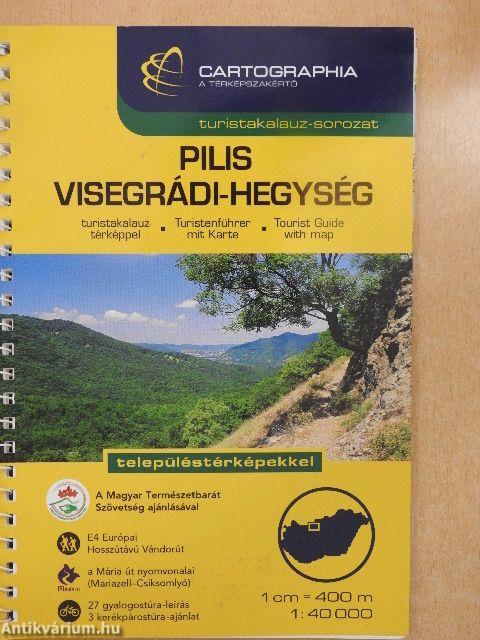 CARTOGRAPHIA
A TÉRKÉPSZAKÉRTŐ
turistakalauz-sorozat
PILIS
VISEGRÁDI-HEGYSÉG
turistakalauz térképpel ▪ Turistenführer mit Karte ▪ Tourist Guide with map
településtérképekkel
A Magyar Természetbarát
Szövetség ajánlásával
E4 Európai
Hosszútávú Vándorút
a Mária út nyomvonalai
(Mariazell–Csíksomlyó)
27 gyalogostúra-leírás
3 kerékpárostúra-ajánlat
1 cm = 400 m
1:40 000
Antikvárium.hu